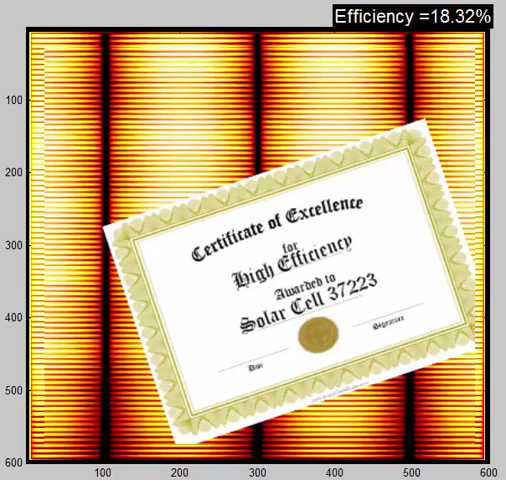 Efficiency =18.32%
100
200
300
400
500
600
Certificate of Excellence
for
High Efficiency
Awarded to
Solar Cell 37223
Date
Signature
100
200
300
400
500
600